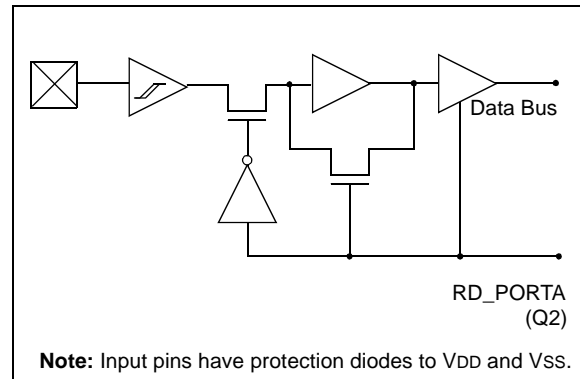 Data Bus
RD_PORTA
(Q2)
Note: Input pins have protection diodes to VDD and VSS.